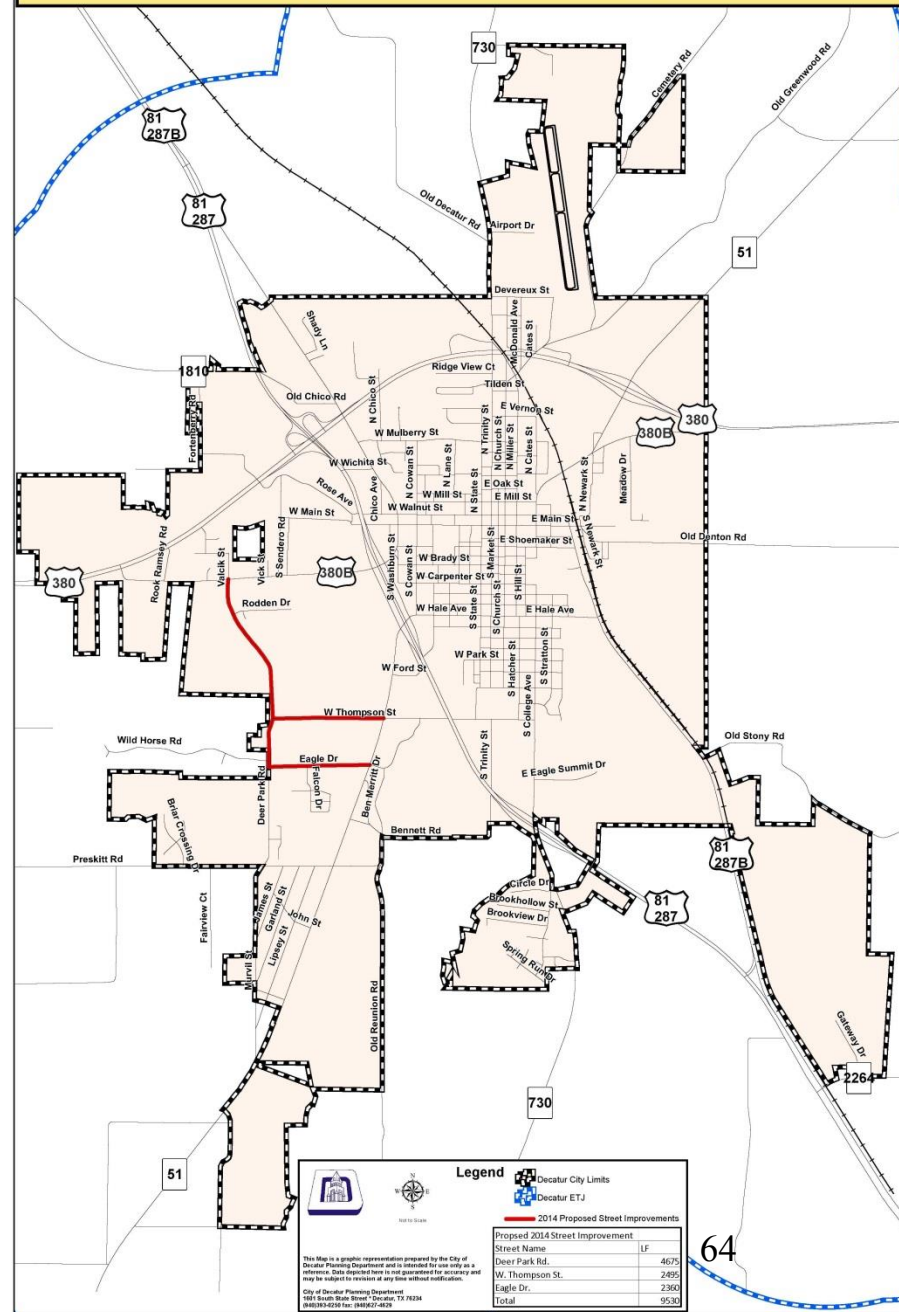 730
Cemetery Rd
Old Greenwood Rd
81
287B
81
287
Old Decatur Rd
Airport Dr
51
Devereux St
McDonald Ave
Cates St
Shady Ln
Ridge View Ct
1810
Tilden St
Old Chico Rd
N Chico St
Fortenberry Rd
E Vernon St
380
380B
N Trinity St
N Church St
N Miller St
N Cates St
W Mulberry St
W Wichita St
N Cowan St
N Lane St
N State St
Rose Ave
Chico Ave
W Mill St
E Oak St
E Mill St
N Newark St
Meadow Dr
W Walnut St
W Main St
E Main St
S Newark St
E Shoemaker St
Old Denton Rd
Rook Ramsey Rd
Valcik St
Vick St
S Sendero Rd
380
380B
S Washburn St
S Cowan St
W Brady St
W Carpenter St
S Market St
S Hill St
Rodden Dr
W Hale Ave
S State St
S Church St
E Hale Ave
W Park St
S Hatcher St
S Stratton St
W Ford St
W Thompson St
S College Ave
S Trinity St
Wild Horse Rd
Old Stony Rd
Eagle Dr
Falcon Dr
E Eagle Summit Dr
Deer Park Rd
Ben Merritt Dr
Briar Crossing Dr
Bennett Rd
Preskitt Rd
81
287B
Circle Dr
81
287
Brookhollow St
Brookview Dr
Fairview Ct
James St
Garland St
John St
Lipsey St
Spring Run Dr
Murvil St
Old Reunion Rd
Gateway Dr
2264
730
51
Legend
N
W
E
S
Not to Scale
Decatur City Limits
Decatur ETJ
2014 Proposed Street Improvements
Propsed 2014 Street Improvement
Street Name LF
Deer Park Rd. 4675
W. Thompson St. 2495
Eagle Dr. 2360
Total 9530
This Map is a graphic representation prepared by the City of
Decatur Planning Department and is intended for use only as a
reference. Data depicted here is not guaranteed for accuracy and
may be subject to revision at any time without notification.
City of Decatur Planning Department
1601 South State Street * Decatur, TX 76234
(940)393-0250 fax: (940)627-4629
64